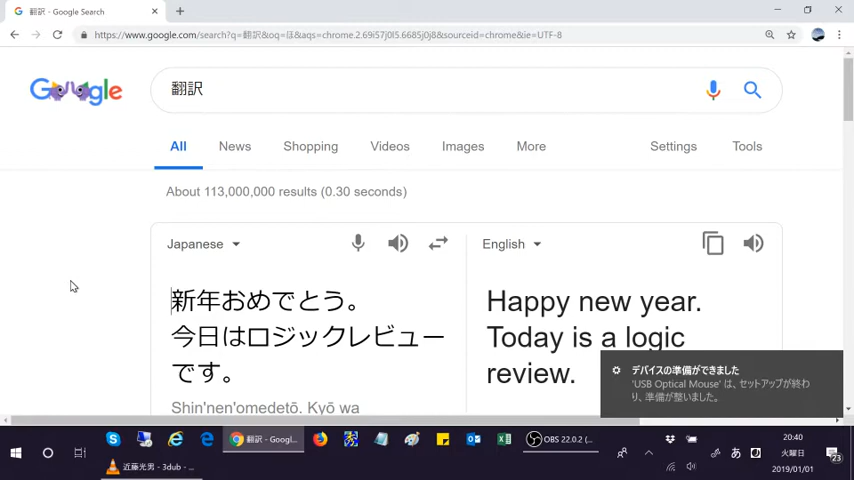 翻訳 - Google Search
https://www.google.com/search?q=翻訳&oq=ほ&aqs=chrome.2.69i57j0l5.6685j0j8&sourceid=chrome&ie=UTF-8
Google
翻訳
All News Shopping Videos Images More Settings Tools
About 113,000,000 results (0.30 seconds)
Japanese
English
新年おめでとう。
今日はロジックレビュー
です。
Shin'nen'omedetō. Kyō wa
Happy new year.
Today is a logic
review.
デバイスの準備ができました
'USB Optical Mouse' は、セットアップが終わ
り、準備が整いました。
翻訳 - Googl...
OBS 22.0.2 (...
近藤光男 - 3dub - ...
あ
20:40
火曜日
2019/01/01
23